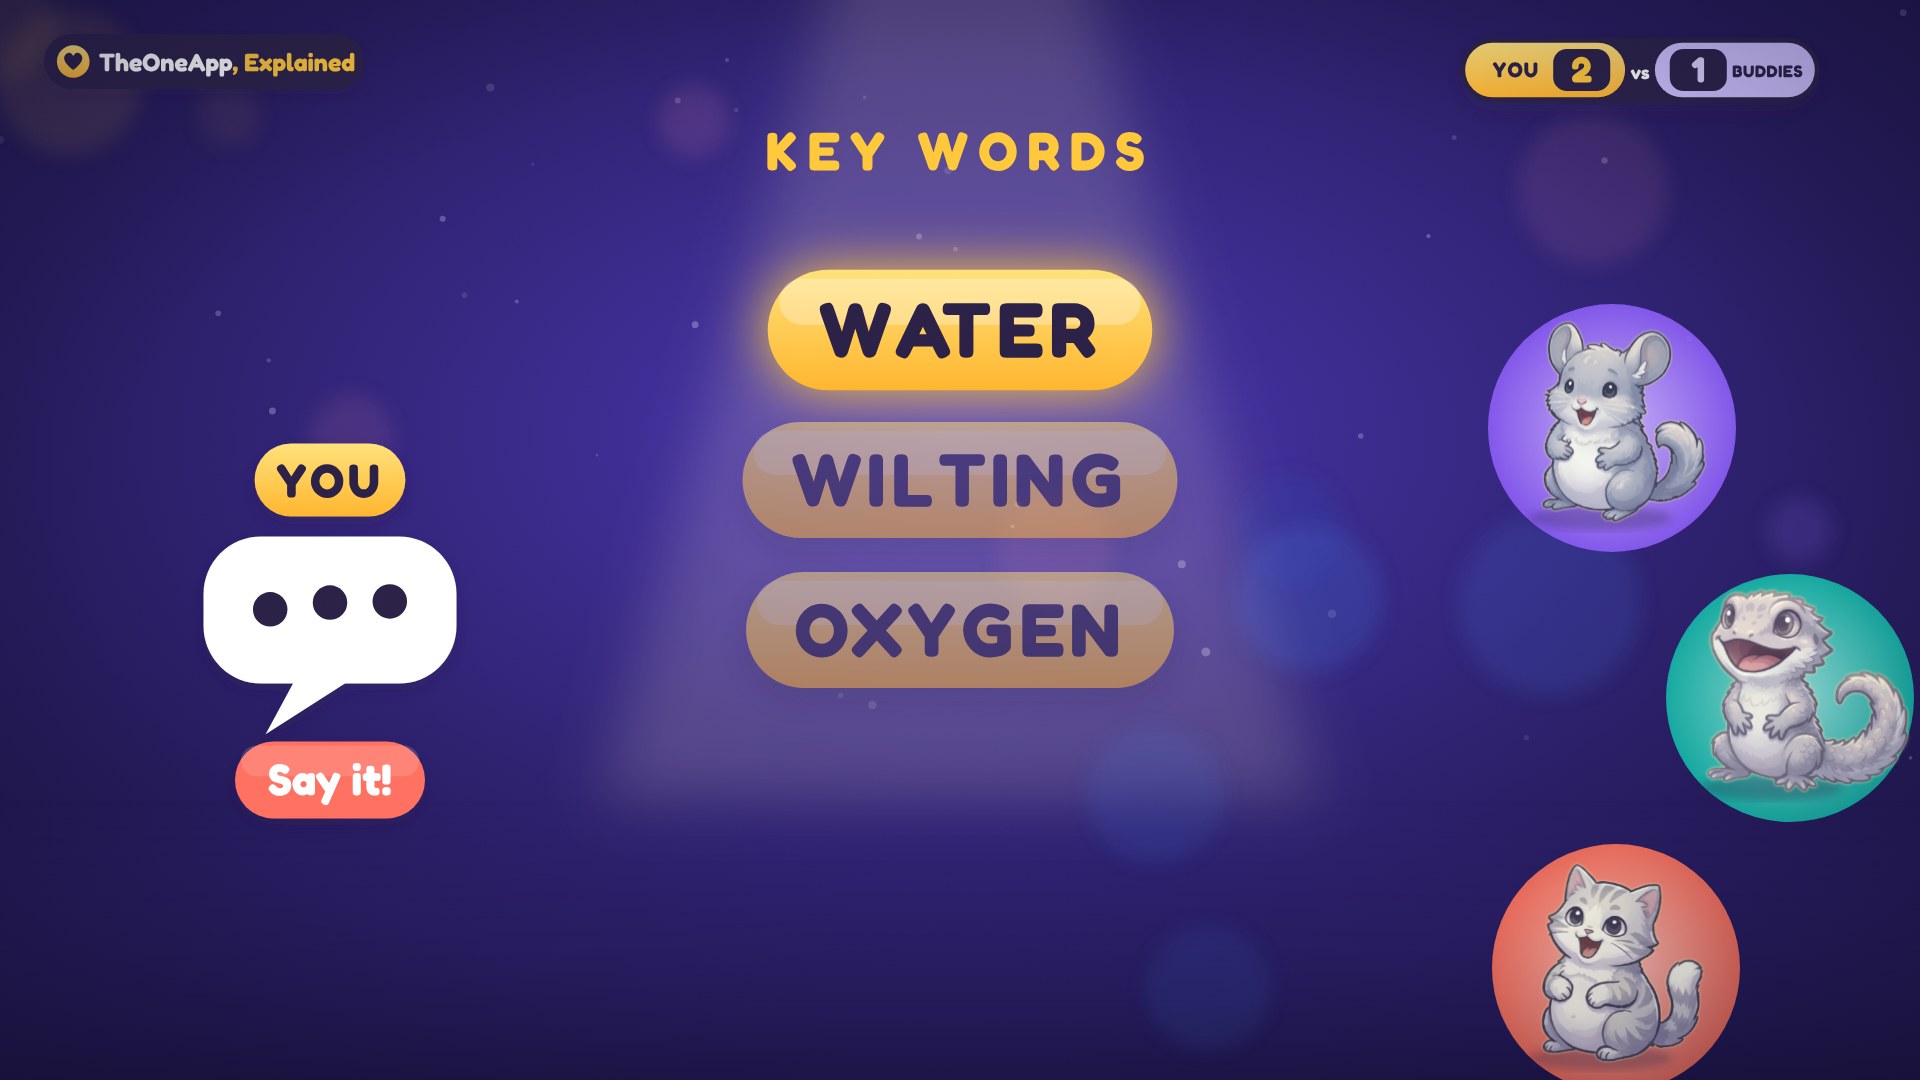 TheOneApp, Explained
YOU 2 vs 1 BUDDIES
KEY WORDS
WATER
WILTING
OXYGEN
YOU
Say it!